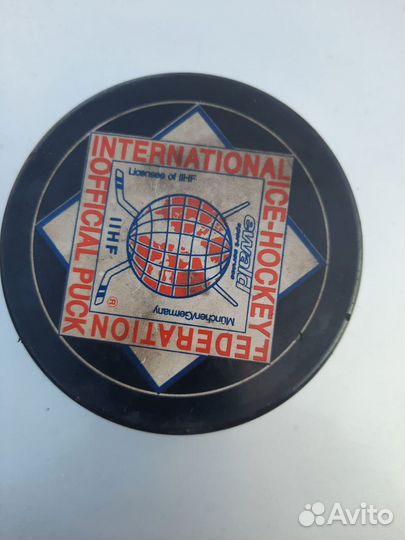 INTERNATIONAL
ICE-HOCKEY
FEDERATION
OFFICIAL PUCK
Licensee of IIHF
IIHF
®
ewald
München/Germany
Avito